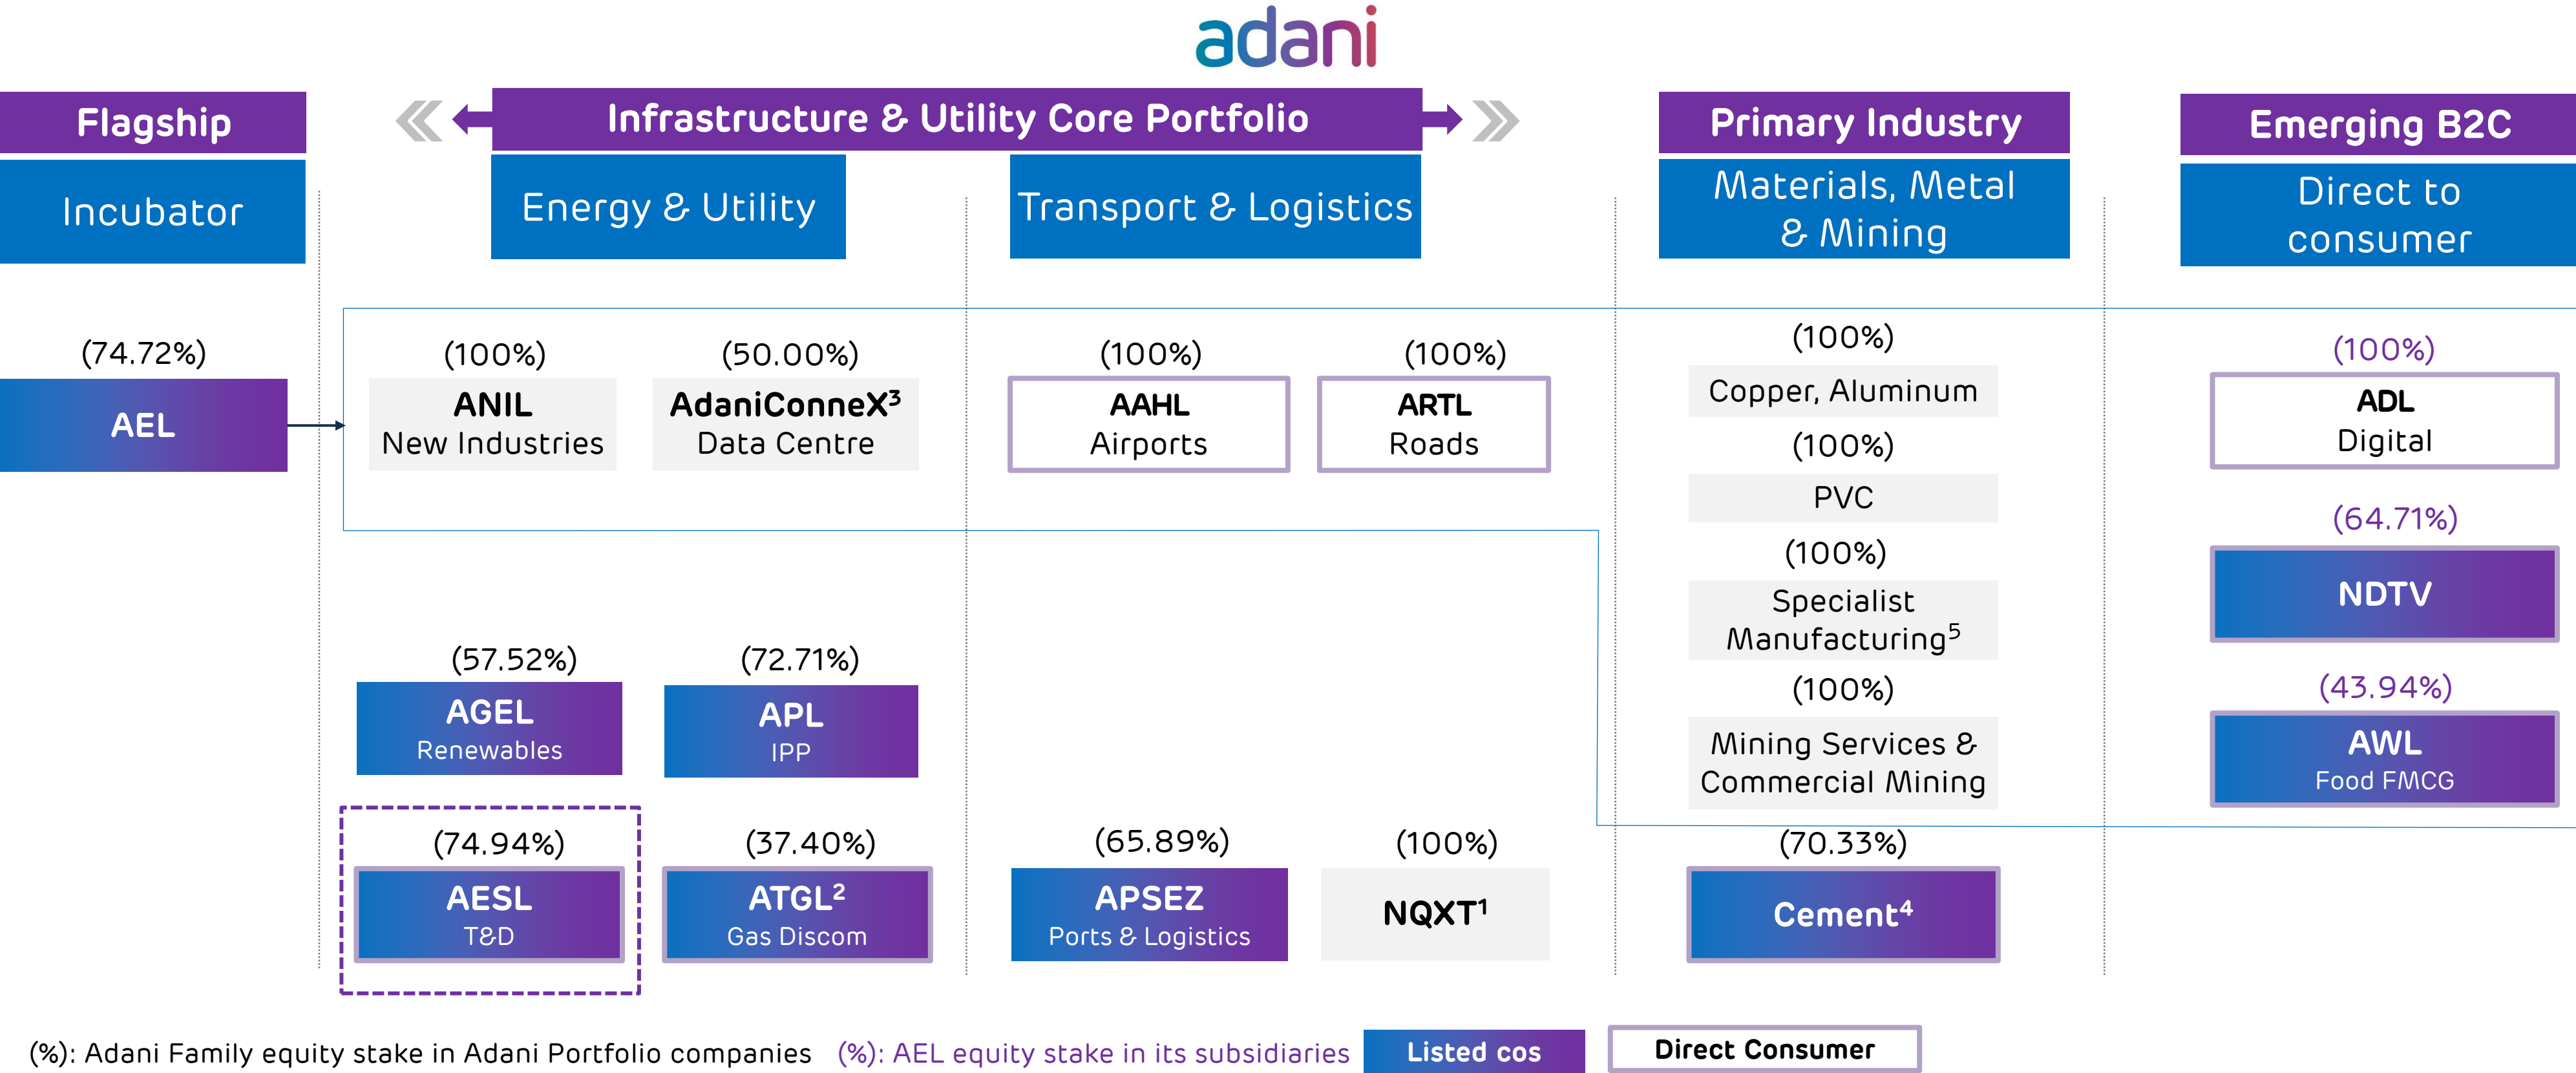 adani
Flagship
Incubator
Infrastructure & Utility Core Portfolio
Energy & Utility
Transport & Logistics
Primary Industry
Materials, Metal
& Mining
Emerging B2C
Direct to
consumer
(74.72%)
AEL
(100%)
ANIL
New Industries
(50.00%)
AdaniConneX³
Data Centre
(100%)
AAHL
Airports
(100%)
ARTL
Roads
(57.52%)
AGEL
Renewables
(72.71%)
APL
IPP
(74.94%)
AESL
T&D
(37.40%)
ATGL²
Gas Discom
(65.89%)
APSEZ
Ports & Logistics
(100%)
NQXT¹
(100%)
Copper, Aluminum
(100%)
PVC
(100%)
Specialist
Manufacturing⁵
(100%)
Mining Services &
Commercial Mining
(70.33%)
Cement⁴
(100%)
ADL
Digital
(64.71%)
NDTV
(43.94%)
AWL
Food FMCG
(%): Adani Family equity stake in Adani Portfolio companies
(%): AEL equity stake in its subsidiaries
Listed cos
Direct Consumer